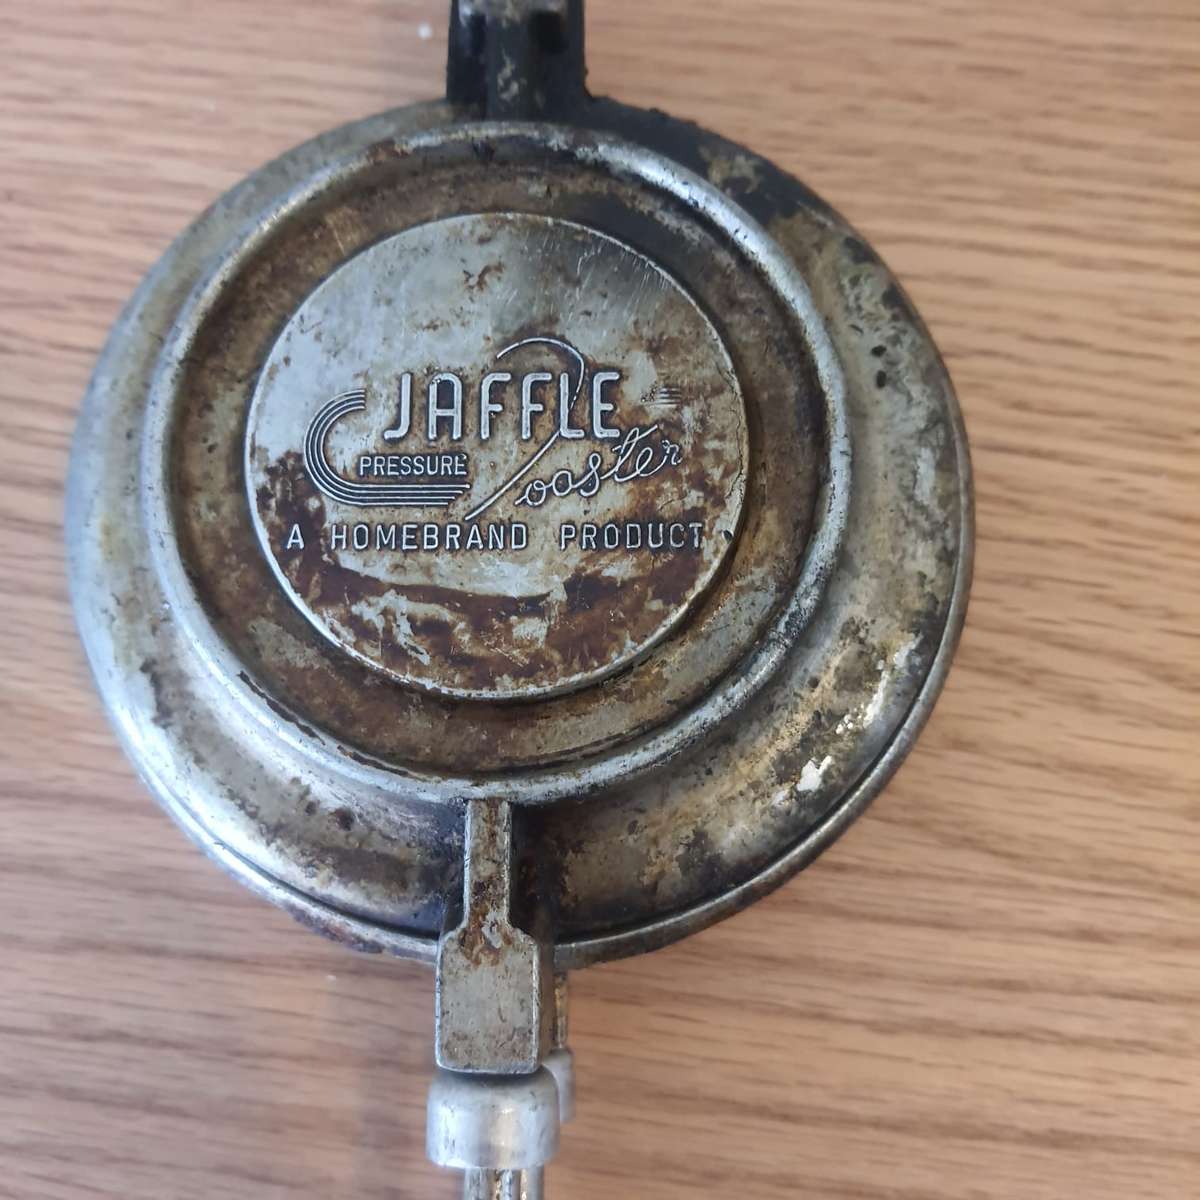 JAFFLE
PRESSURE Toaster
A HOMEBRAND PRODUCT